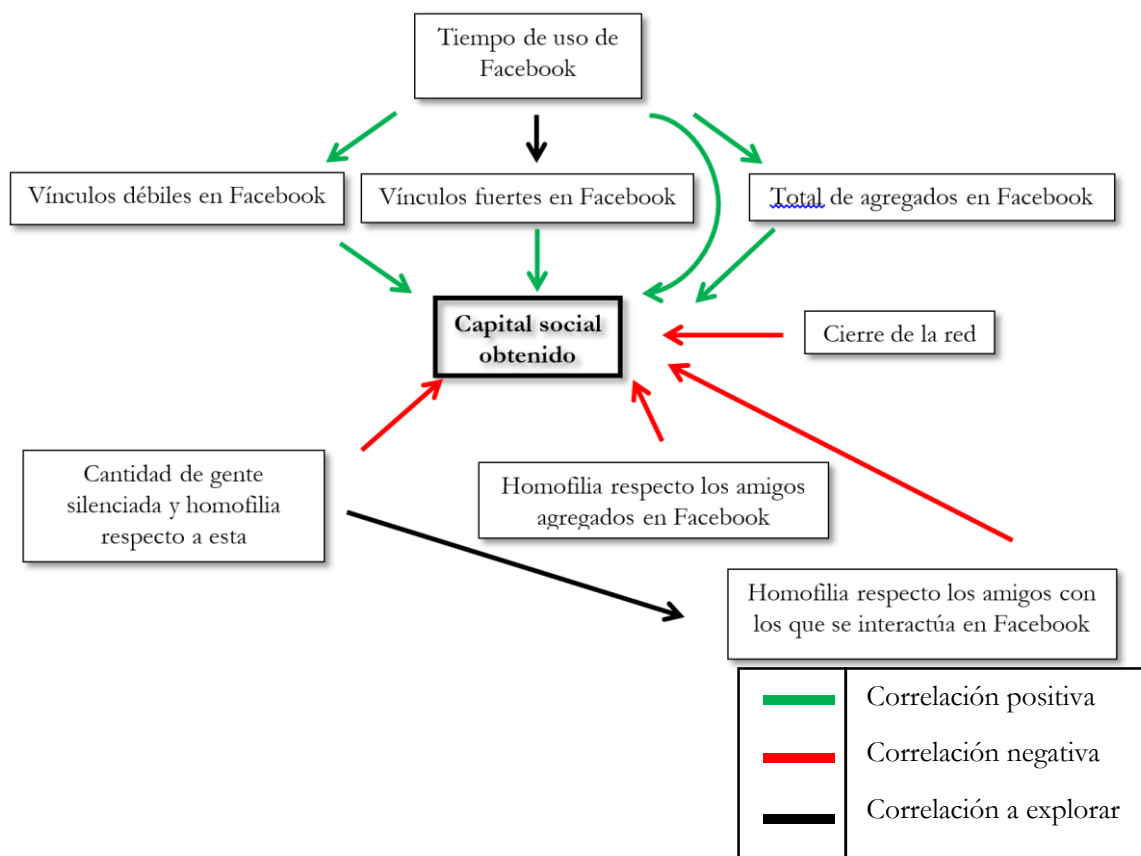 Tiempo de uso de
Facebook
Vínculos débiles en Facebook
Vínculos fuertes en Facebook
Total de agregados en Facebook
Capital social
obtenido
Cierre de la red
Cantidad de gente
silenciada y homofilia
respecto a esta
Homofilia respecto los amigos
agregados en Facebook
Homofilia respecto los amigos con
los que se interactúa en Facebook
Correlación positiva
Correlación negativa
Correlación a explorar